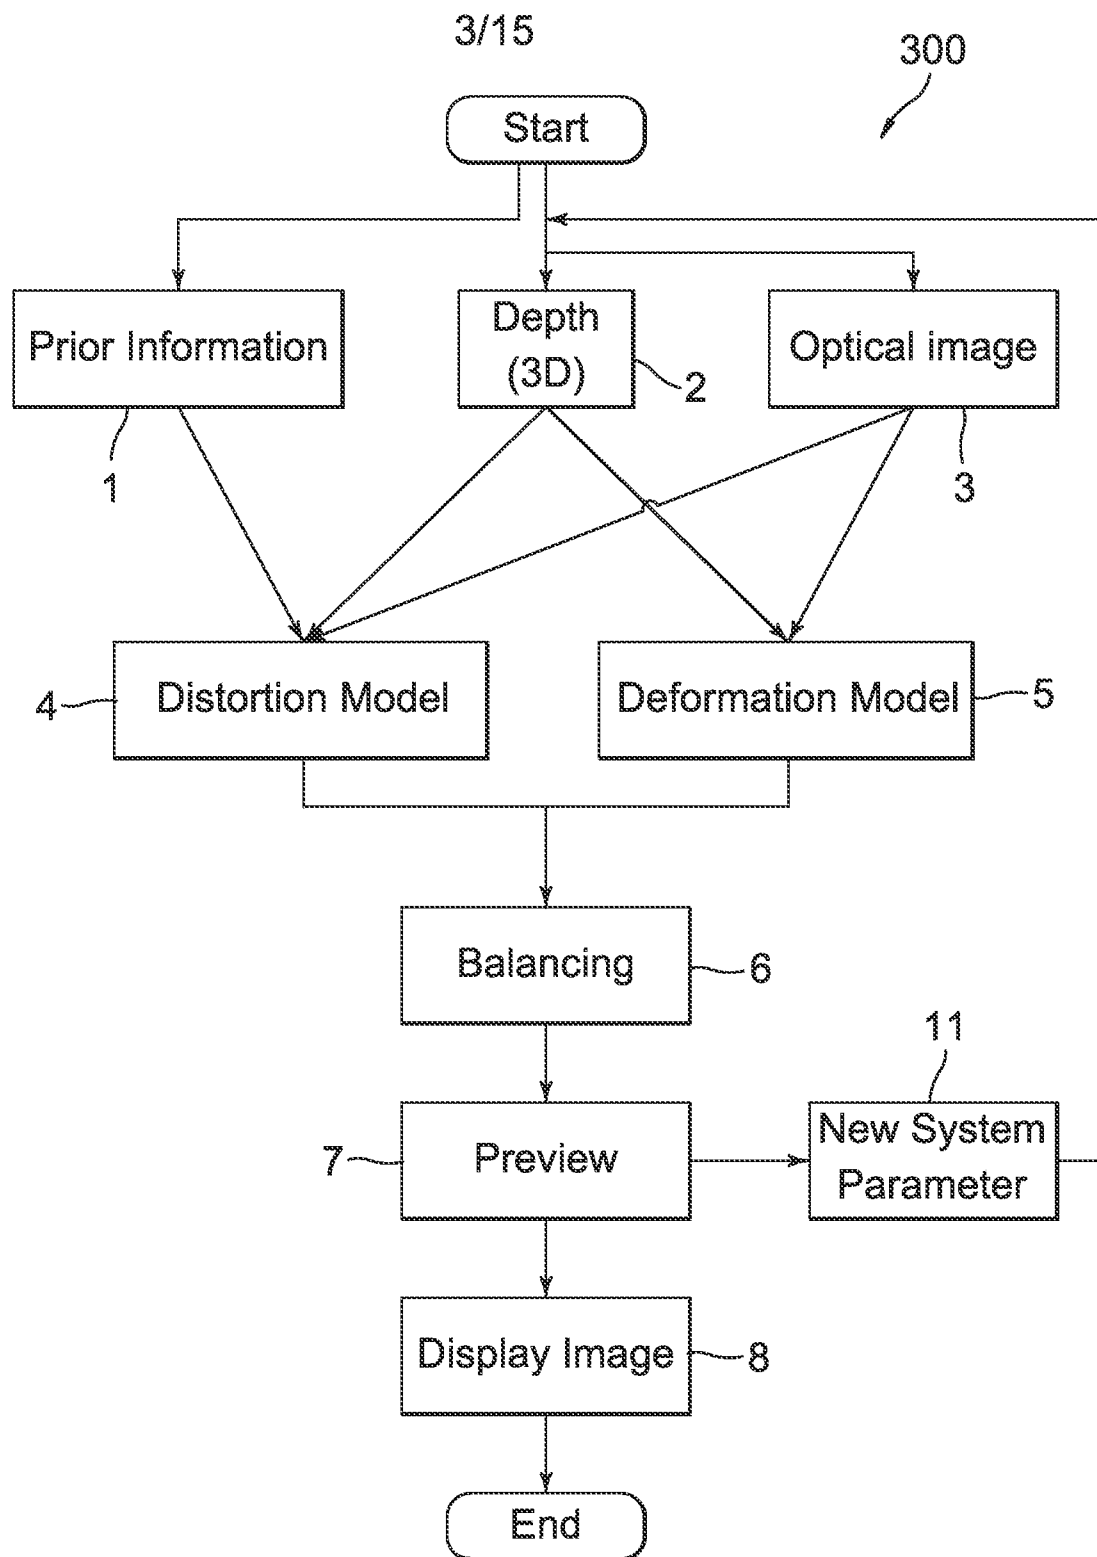 3/15
300
Start
Prior Information
Depth
(3D)
Optical image
1
2
3
Distortion Model
Deformation Model
4
5
Balancing
6
11
Preview
7
New System
Parameter
Display Image
8
End